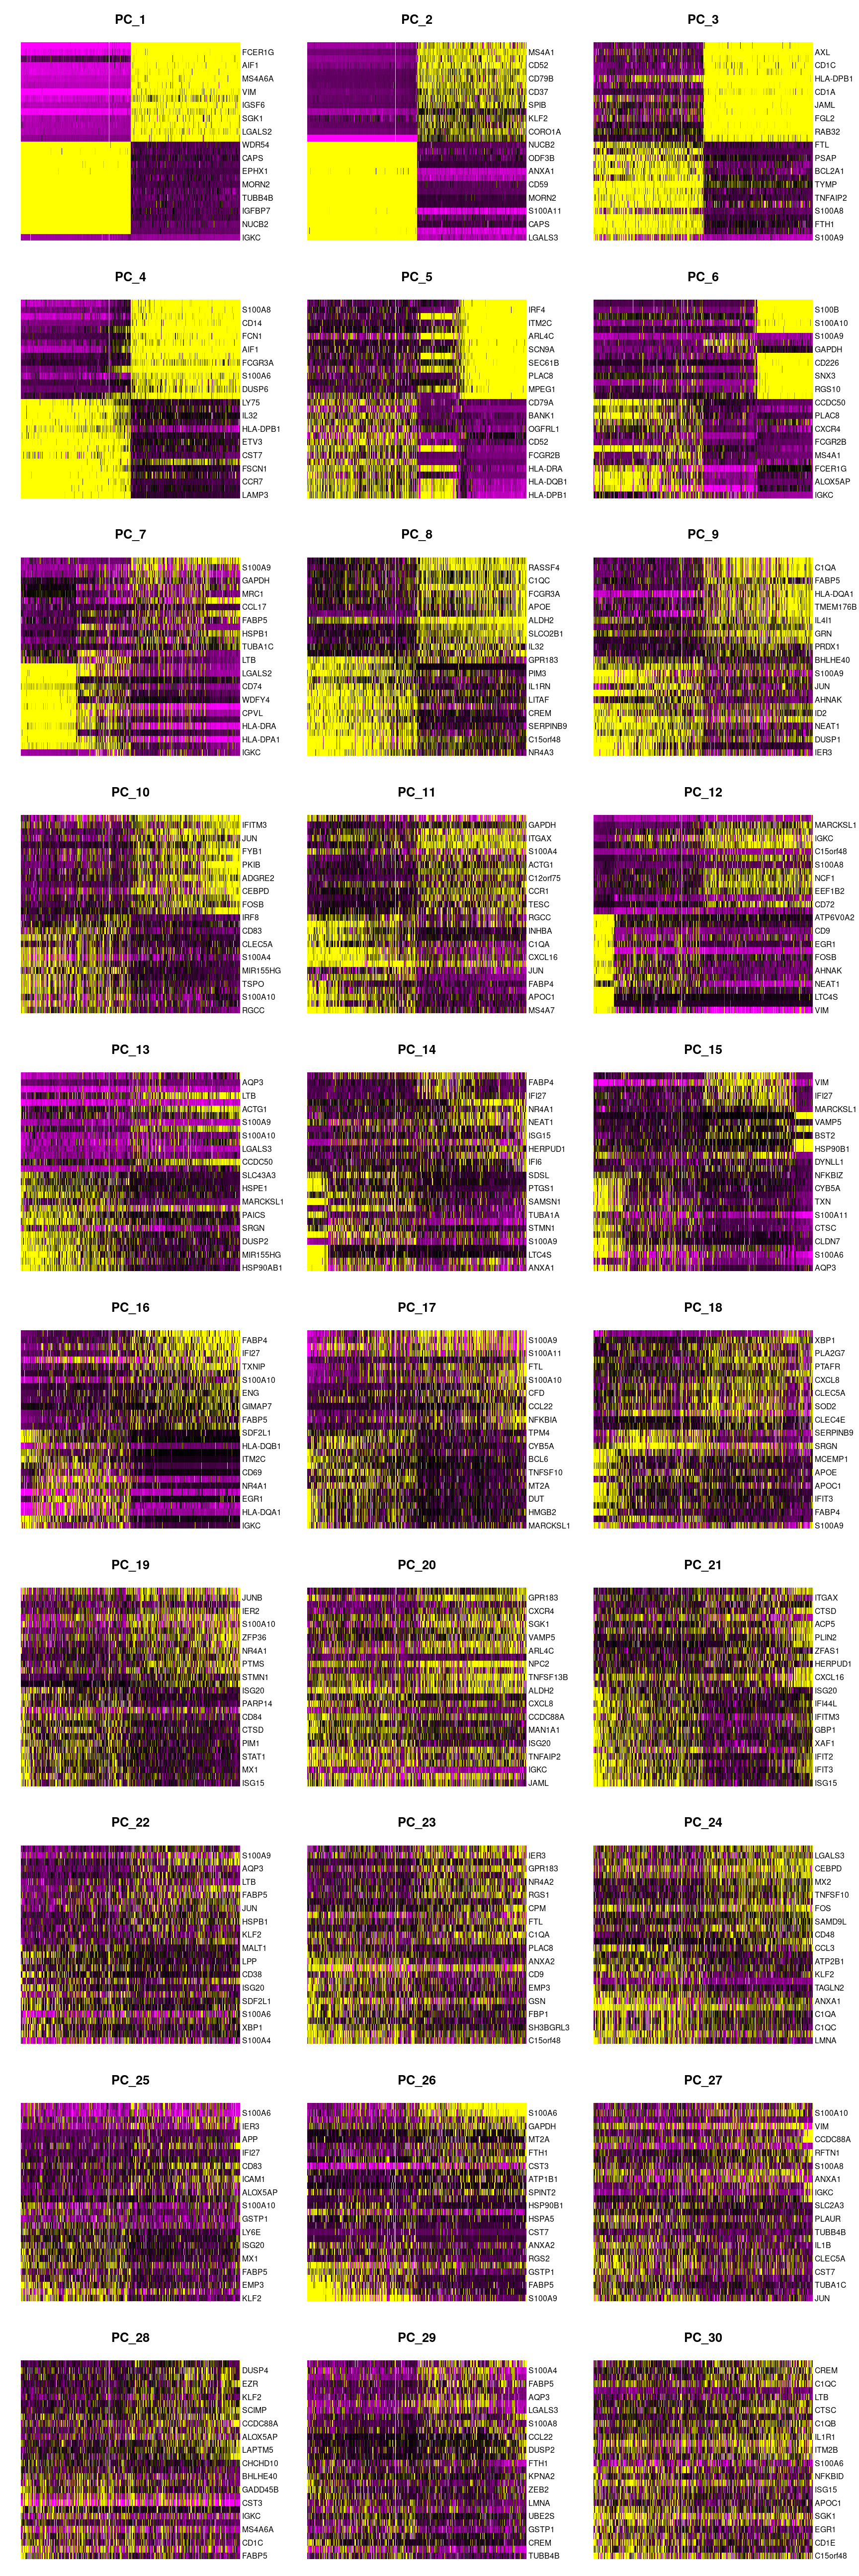 PC_1
FCER1G
AIF1
MS4A6A
VIM
IGSF6
SGK1
LGALS2
WDR54
CAPS
EPHX1
MORN2
TUBB4B
IGFBP7
NUCB2
IGKC
PC_2
MS4A1
CD52
CD79B
CD37
SPIB
KLF2
CORO1A
NUCB2
ODF3B
ANXA1
CD59
MORN2
S100A11
CAPS
LGALS3
PC_3
AXL
CD1C
HLA-DPB1
CD1A
JAML
FGL2
RAB32
FTL
PSAP
BCL2A1
TYMP
TNFAIP2
S100A8
FTH1
S100A9
PC_4
S100A8
CD14
FCN1
AIF1
FCGR3A
S100A6
DUSP6
LY75
IL32
HLA-DPB1
ETV3
CST7
FSCN1
CCR7
LAMP3
PC_5
IRF4
ITM2C
ARL4C
SCN9A
SEC61B
PLAC8
MPEG1
CD79A
BANK1
OGFRL1
CD52
FCGR2B
HLA-DRA
HLA-DQB1
HLA-DPB1
PC_6
S100B
S100A10
S100A9
GAPDH
CD226
SNX3
RGS10
CCDC50
PLAC8
CXCR4
FCGR2B
MS4A1
FCER1G
ALOX5AP
IGKC
PC_7
S100A9
GAPDH
MRC1
CCL17
FABP5
HSPB1
TUBA1C
LTB
LGALS2
CD74
WDFY4
CPVL
HLA-DRA
HLA-DPA1
IGKC
PC_8
RASSF4
C1QC
FCGR3A
APOE
ALDH2
SLCO2B1
IL32
GPR183
PIM3
IL1RN
LITAF
CREM
SERPINB9
C15orf48
NR4A3
PC_9
C1QA
FABP5
HLA-DQA1
TMEM176B
IL4I1
GRN
PRDX1
BHLHE40
S100A9
JUN
AHNAK
ID2
NEAT1
DUSP1
IER3
PC_10
IFITM3
JUN
FYB1
PKIB
ADGRE2
CEBPD
FOSB
IRF8
CD83
CLEC5A
S100A4
MIR155HG
TSPO
S100A10
RGCC
PC_11
GAPDH
ITGAX
S100A4
ACTG1
C12orf75
CCR1
TESC
RGCC
INHBA
C1QA
CXCL16
JUN
FABP4
APOC1
MS4A7
PC_12
MARCKSL1
IGKC
C15orf48
S100A8
NCF1
EEF1B2
CD72
ATP6V0A2
CD9
EGR1
FOSB
AHNAK
NEAT1
LTC4S
VIM
PC_13
AQP3
LTB
ACTG1
S100A9
S100A10
LGALS3
CCDC50
SLC43A3
HSPE1
MARCKSL1
PAICS
SRGN
DUSP2
MIR155HG
HSP90AB1
PC_14
FABP4
IFI27
NR4A1
NEAT1
ISG15
HERPUD1
IFI6
SDSL
PTGS1
SAMSN1
TUBA1A
STMN1
S100A9
LTC4S
ANXA1
PC_15
VIM
IFI27
MARCKSL1
VAMP5
BST2
HSP90B1
DYNLL1
NFKBIZ
CYB5A
TXN
S100A11
CTSC
CLDN7
S100A6
AQP3
PC_16
FABP4
IFI27
TXNIP
S100A10
ENG
GIMAP7
FABP5
SDF2L1
HLA-DQB1
ITM2C
CD69
NR4A1
EGR1
HLA-DQA1
IGKC
PC_17
S100A9
S100A11
FTL
S100A10
CFD
CCL22
NFKBIA
TPM4
CYB5A
BCL6
TNFSF10
MT2A
DUT
HMGB2
MARCKSL1
PC_18
XBP1
PLA2G7
PTAFR
CXCL8
CLEC5A
SOD2
CLEC4E
SERPINB9
SRGN
MCEMP1
APOE
APOC1
IFIT3
FABP4
S100A9
PC_19
JUNB
IER2
S100A10
ZFP36
NR4A1
PTMS
STMN1
ISG20
PARP14
CD84
CTSD
PIM1
STAT1
MX1
ISG15
PC_20
GPR183
CXCR4
SGK1
VAMP5
ARL4C
NPC2
TNFSF13B
ALDH2
CXCL8
CCDC88A
MAN1A1
ISG20
TNFAIP2
IGKC
JAML
PC_21
ITGAX
CTSD
ACP5
PLIN2
ZFAS1
HERPUD1
CXCL16
ISG20
IFI44L
IFITM3
GBP1
XAF1
IFIT2
IFIT3
ISG15
PC_22
S100A9
AQP3
LTB
FABP5
JUN
HSPB1
KLF2
MALT1
LPP
CD38
ISG20
SDF2L1
S100A6
XBP1
S100A4
PC_23
IER3
GPR183
NR4A2
RGS1
CPM
FTL
C1QA
PLAC8
ANXA2
CD9
EMP3
GSN
FBP1
SH3BGRL3
C15orf48
PC_24
LGALS3
CEBPD
MX2
TNFSF10
FOS
SAMD9L
CD48
CCL3
ATP2B1
KLF2
TAGLN2
ANXA1
C1QA
C1QC
LMNA
PC_25
S100A6
IER3
APP
IFI27
CD83
ICAM1
ALOX5AP
S100A10
GSTP1
LY6E
ISG20
MX1
FABP5
EMP3
KLF2
PC_26
S100A6
GAPDH
MT2A
FTH1
CST3
ATP1B1
SPINT2
HSP90B1
HSPA5
CST7
ANXA2
RGS2
GSTP1
FABP5
S100A9
PC_27
S100A10
VIM
CCDC88A
RFTN1
S100A8
ANXA1
IGKC
SLC2A3
PLAUR
TUBB4B
IL1B
CLEC5A
CST7
TUBA1C
JUN
PC_28
DUSP4
EZR
KLF2
SCIMP
CCDC88A
ALOX5AP
LAPTM5
CHCHD10
BHLHE40
GADD45B
CST3
IGKC
MS4A6A
CD1C
FABP5
PC_29
S100A4
FABP5
AQP3
LGALS3
S100A8
CCL22
DUSP2
FTH1
KPNA2
ZEB2
LMNA
UBE2S
GSTP1
CREM
TUBB4B
PC_30
CREM
C1QC
LTB
CTSC
C1QB
IL1R1
ITM2B
S100A6
NFKBID
ISG15
APOC1
SGK1
EGR1
CD1E
C15orf48